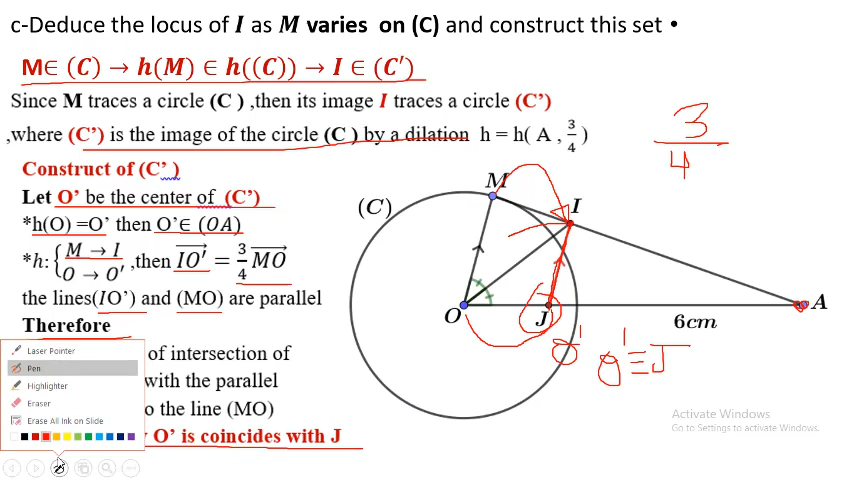 c-Deduce the locus of I as M varies on (C) and construct this set •
M∈ (C) → h(M) ∈ h((C)) → I ∈ (C')
Since M traces a circle (C ) ,then its image I traces a circle (C’)
,where (C’) is the image of the circle (C ) by a dilation h = h( A , 3/4 )
3/4
Construct of (C’ )
Let O’ be the center of (C’)
*h(O) =O’ then O’∈ (OA)
*h: { M → I
O → O' ,then IO' = 3/4 MO
the lines(IO’) and (MO) are parallel
Therefore
of intersection of
with the parallel
o the line (MO)
O’ is coincides with J
Laser Pointer
Pen
Highlighter
Eraser
Erase All Ink on Slide
(C)
M
I
O
J
A
6cm
O' O' ≡ J
Activate Windows
Go to Settings to activate Windows.